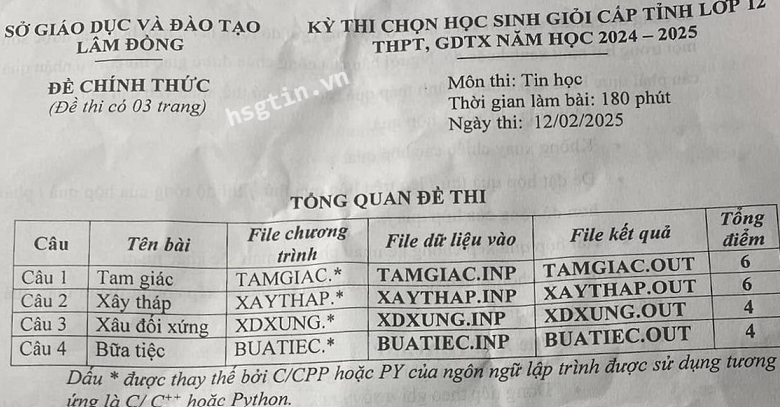 SỞ GIÁO DỤC VÀ ĐÀO TẠO
LÂM ĐỒNG
ĐỀ CHÍNH THỨC
(Đề thi có 03 trang)
KỲ THI CHỌN HỌC SINH GIỎI CẤP TỈNH LỚP 12
THPT, GDTX NĂM HỌC 2024 – 2025
Môn thi: Tin học
Thời gian làm bài: 180 phút
Ngày thi: 12/02/2025
hsgtin.vn
TỔNG QUAN ĐỀ THI
Câu Tên bài File chương trình File dữ liệu vào File kết quả Tổng điểm
Câu 1 Tam giác TAMGIAC.* TAMGIAC.INP TAMGIAC.OUT 6
Câu 2 Xây tháp XAYTHAP.* XAYTHAP.INP XAYTHAP.OUT 6
Câu 3 Xâu đối xứng XDXUNG.* XDXUNG.INP XDXUNG.OUT 4
Câu 4 Bữa tiệc BUATIEC.* BUATIEC.INP BUATIEC.OUT 4
Dấu * được thay thế bởi C/CPP hoặc PY của ngôn ngữ lập trình được sử dụng tương
ứng là C/ C++ hoặc Python.